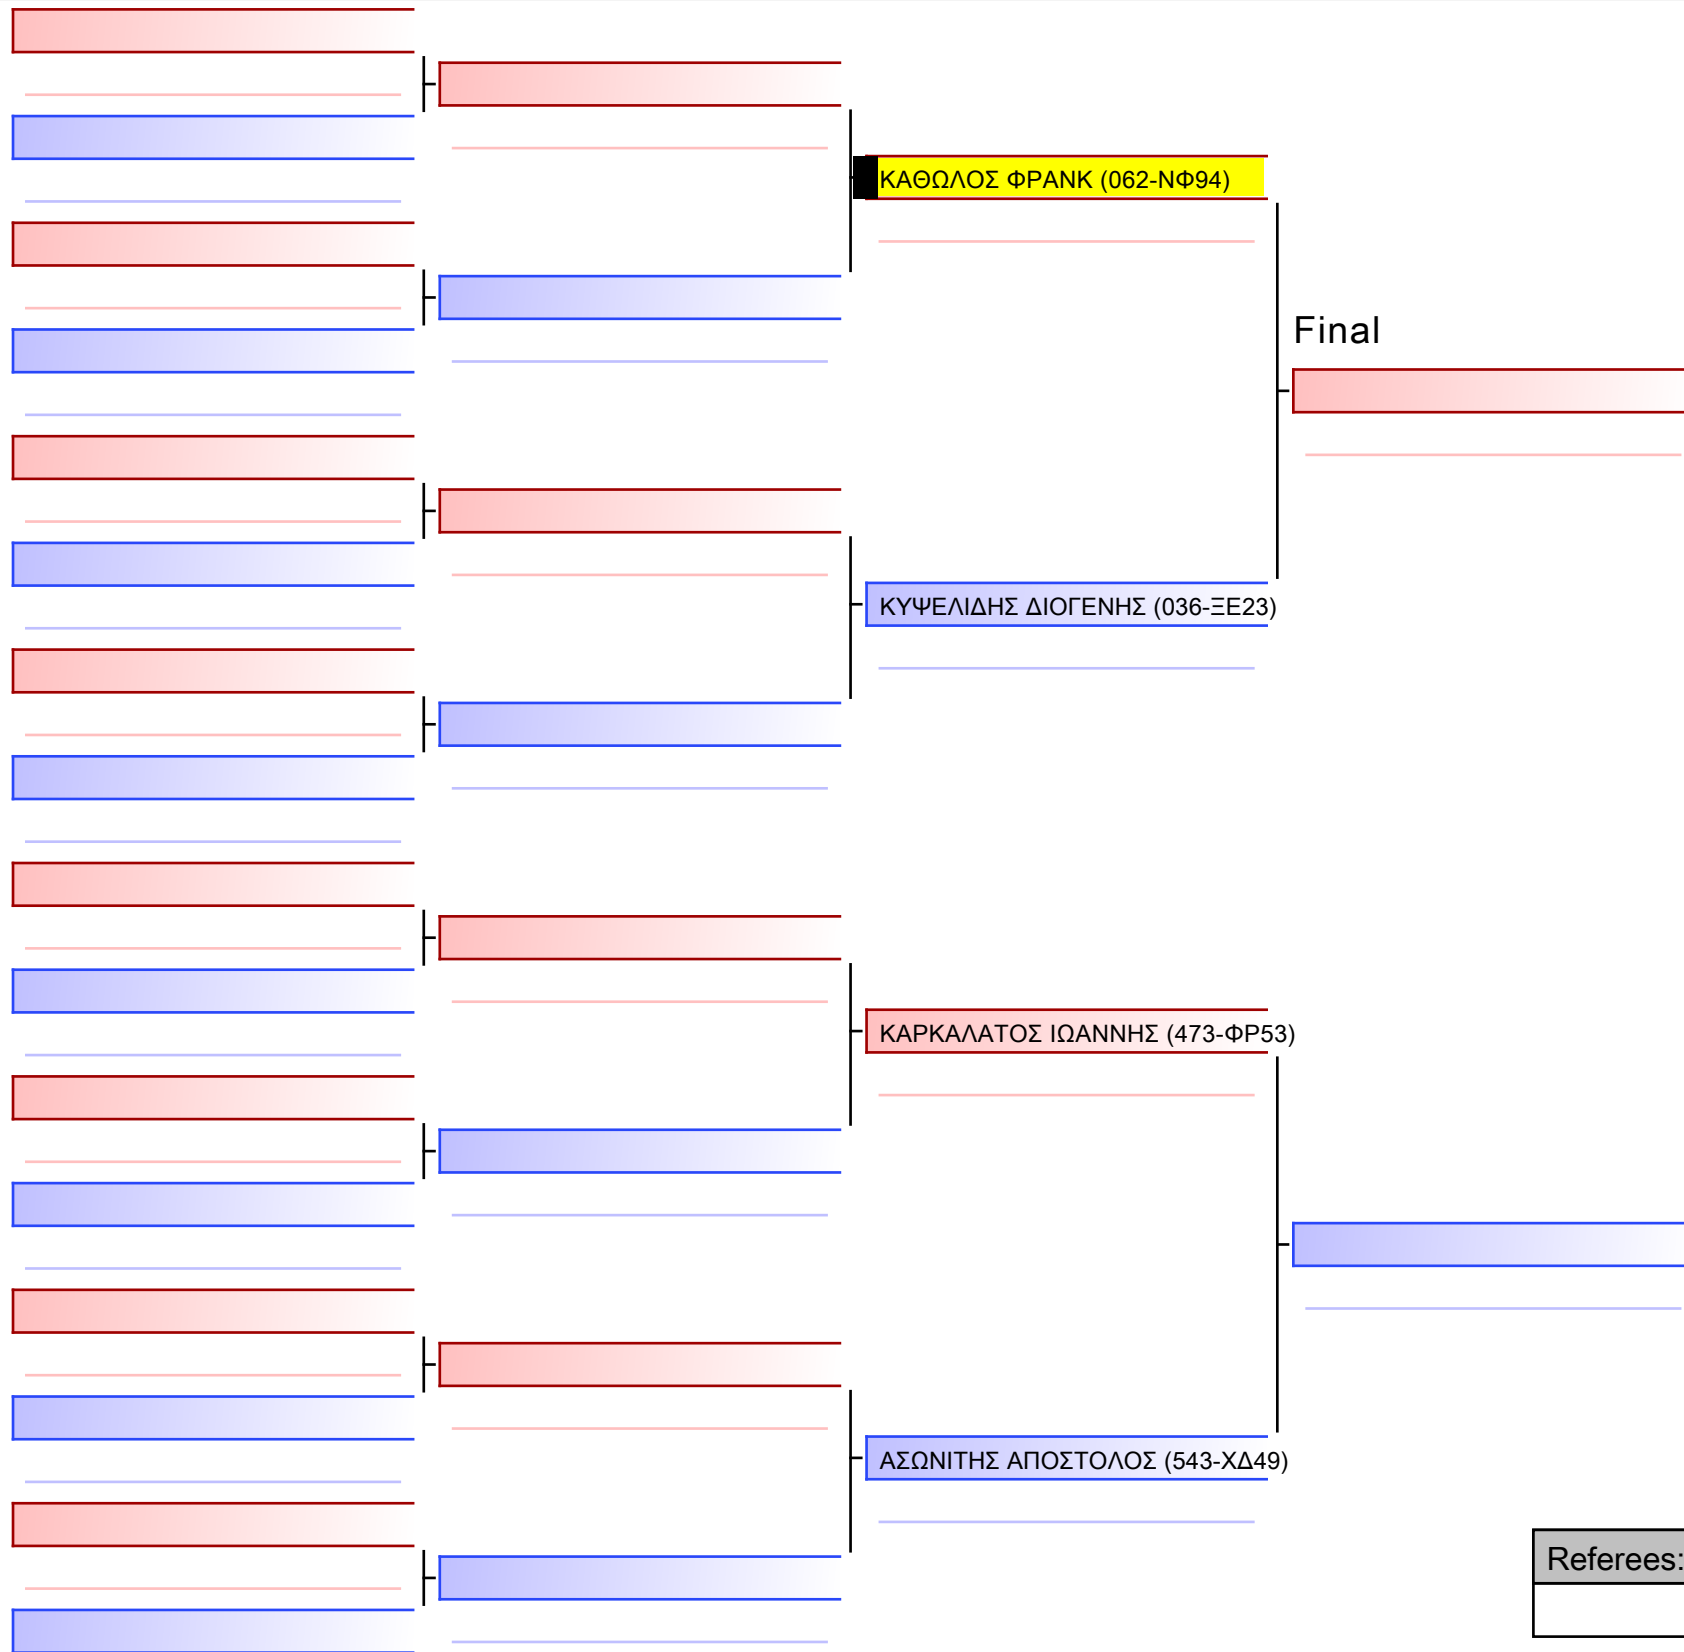 ΚΑΘΩΛΟΣ ΦΡΑΝΚ (062-ΝΦ94)
Final
ΚΥΨΕΛΙΔΗΣ ΔΙΟΓΕΝΗΣ (036-ΞΕ23)
ΚΑΡΚΑΛΑΤΟΣ ΙΩΑΝΝΗΣ (473-ΦΡ53)
ΑΣΩΝΙΤΗΣ ΑΠΟΣΤΟΛΟΣ (543-ΧΔ49)
Referees: